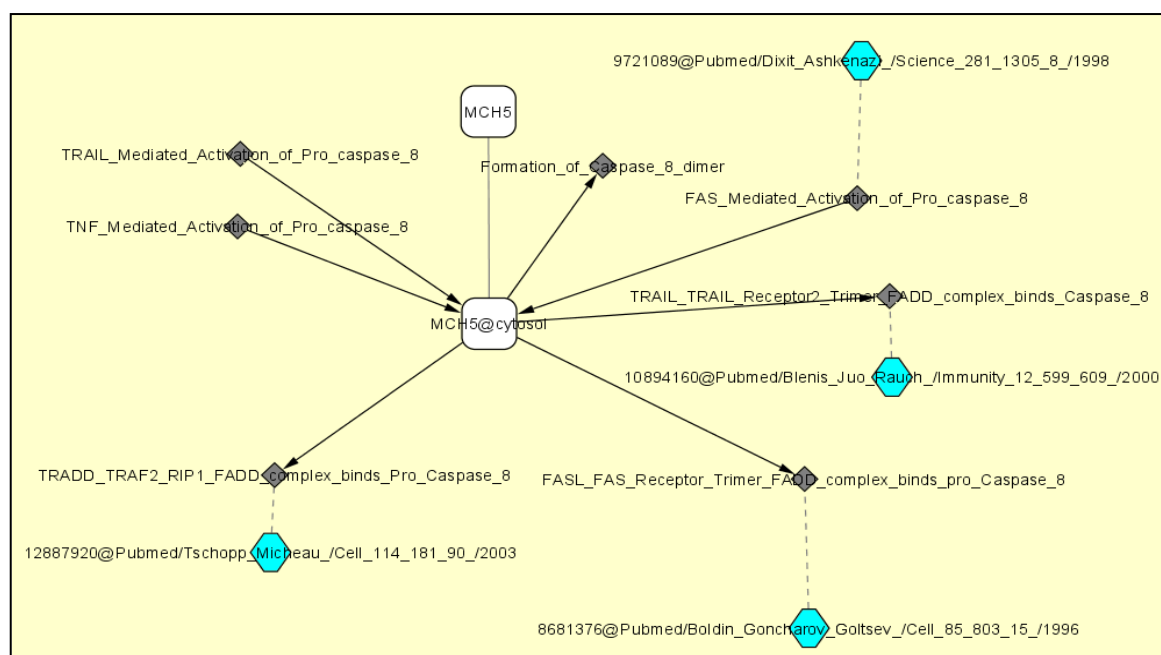 9721089@Pubmed/Dixit_Ashkenazi_/Science_281_1305_8_/1998
MCH5
TRAIL_Mediated_Activation_of_Pro_caspase_8
Formation_of_Caspase_8_dimer
FAS_Mediated_Activation_of_Pro_caspase_8
TNF_Mediated_Activation_of_Pro_caspase_8
TRAIL_TRAIL_Receptor2_Trimer_FADD_complex_binds_Caspase_8
MCH5@cytosol
10894160@Pubmed/Blenis_Juo_Rauch_/Immunity_12_599_609_/2000
TRADD_TRAF2_RIP1_FADD_complex_binds_Pro_Caspase_8
FASL_FAS_Receptor_Trimer_FADD_complex_binds_pro_Caspase_8
12887920@Pubmed/Tschopp_Micheau_/Cell_114_181_90_/2003
8681376@Pubmed/Boldin_Goncharov_Goltsev_/Cell_85_803_15_/1996